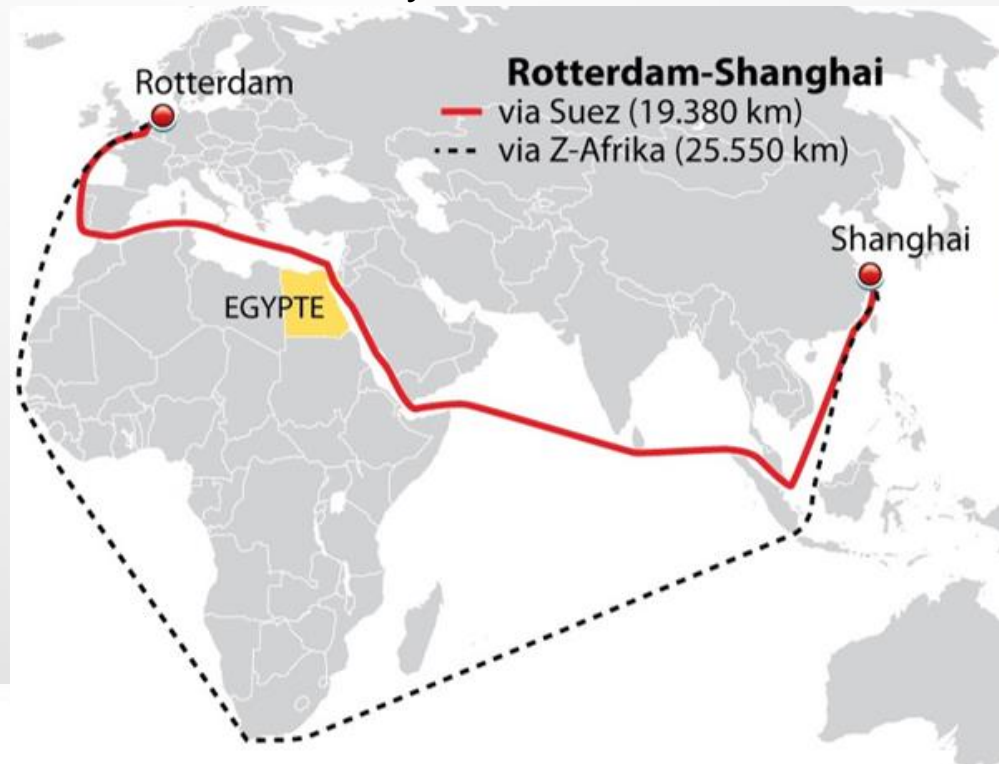 Rotterdam
Rotterdam-Shanghai
via Suez (19.380 km)
via Z-Afrika (25.550 km)
Shanghai
EGYPTE